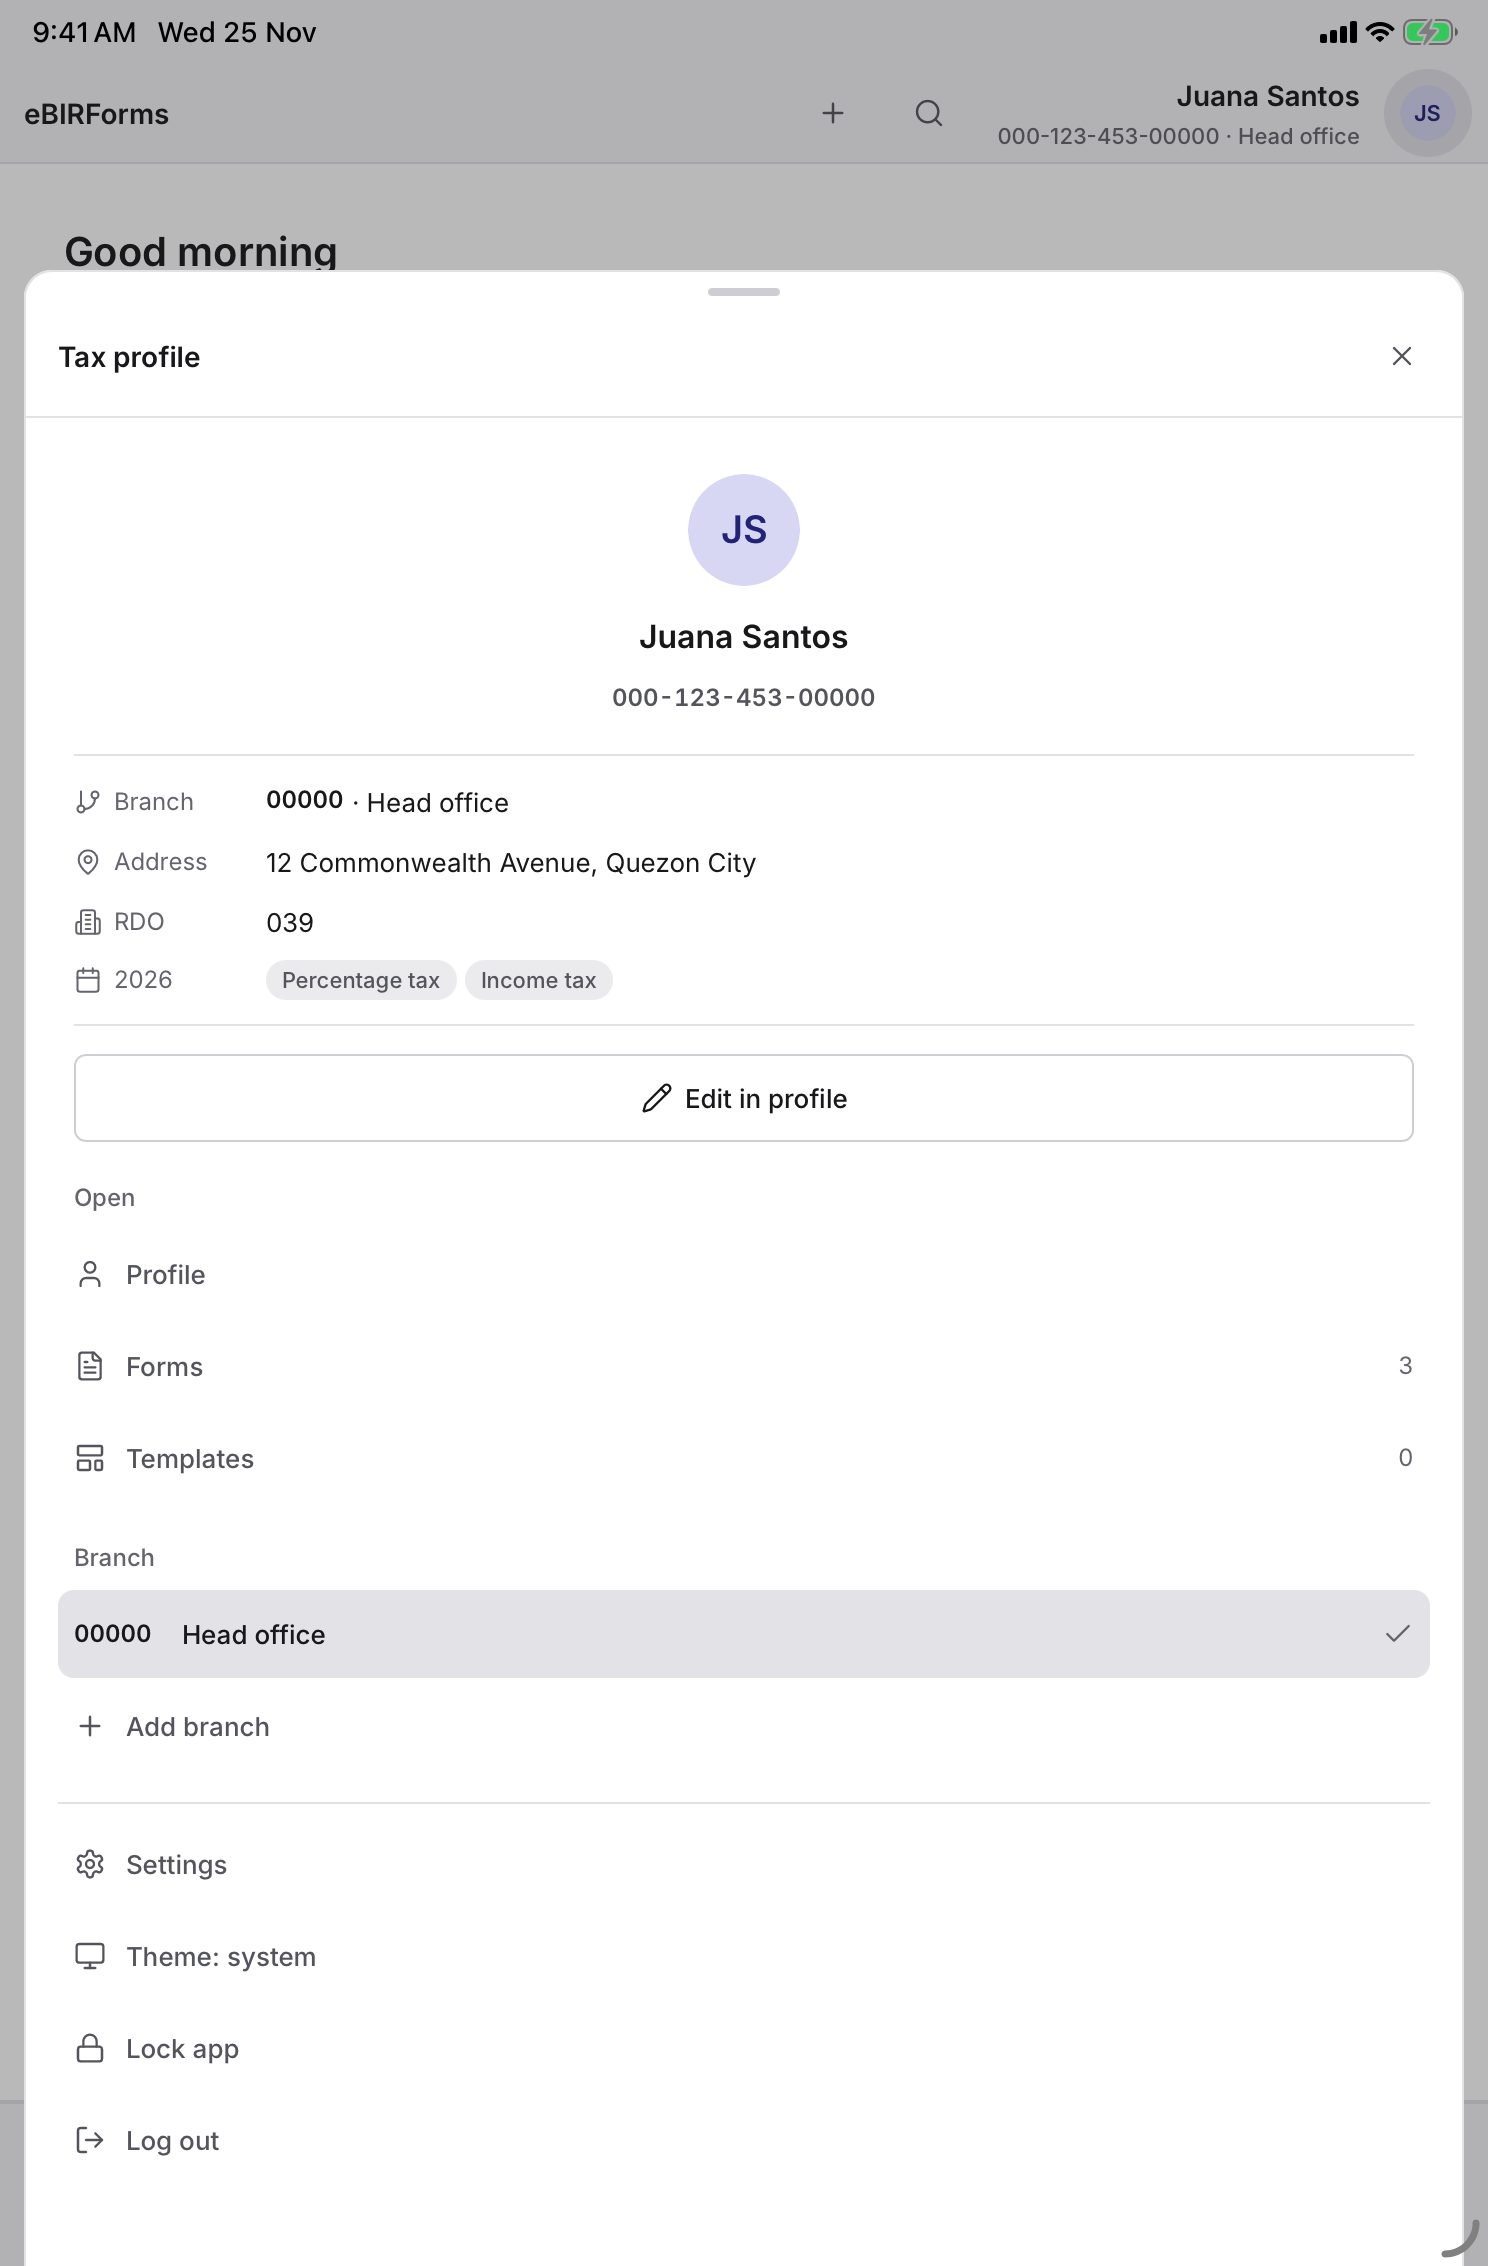 9:41 AM Wed 25 Nov
eBIRForms
Juana Santos
000-123-453-00000 · Head office
JS
Good morning
Tax profile
JS
Juana Santos
000-123-453-00000
Branch 00000 · Head office
Address 12 Commonwealth Avenue, Quezon City
RDO 039
2026 Percentage tax Income tax
Edit in profile
Open
Profile
Forms 3
Templates 0
Branch
00000 Head office
Add branch
Settings
Theme: system
Lock app
Log out